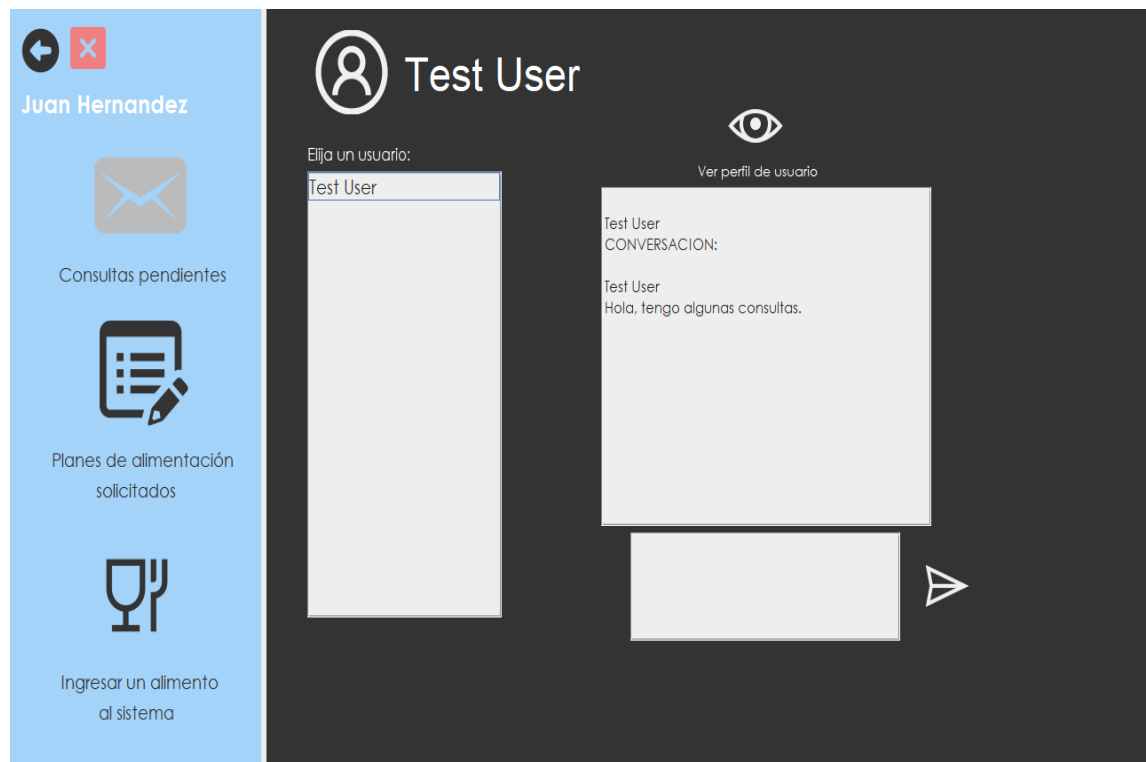 Juan Hernandez
Consultas pendientes
Planes de alimentación
solicitados
Ingresar un alimento
al sistema
Test User
Elija un usuario:
Test User
Ver perfil de usuario
Test User
CONVERSACION:
Test User
Hola, tengo algunas consultas.